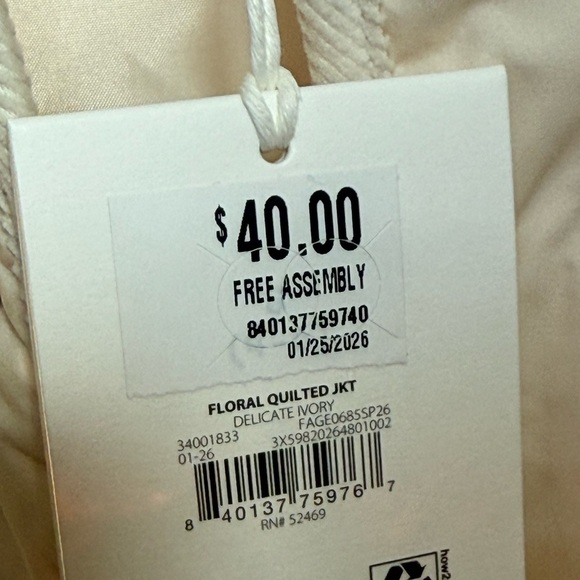 $40.00
FREE ASSEMBLY
840137759740
01/25/2026
FLORAL QUILTED JKT
DELICATE IVORY
34001833 FAGE0685SP26
01-26 3X59820264801002
8 40137 75976 7
RN# 52469
how2